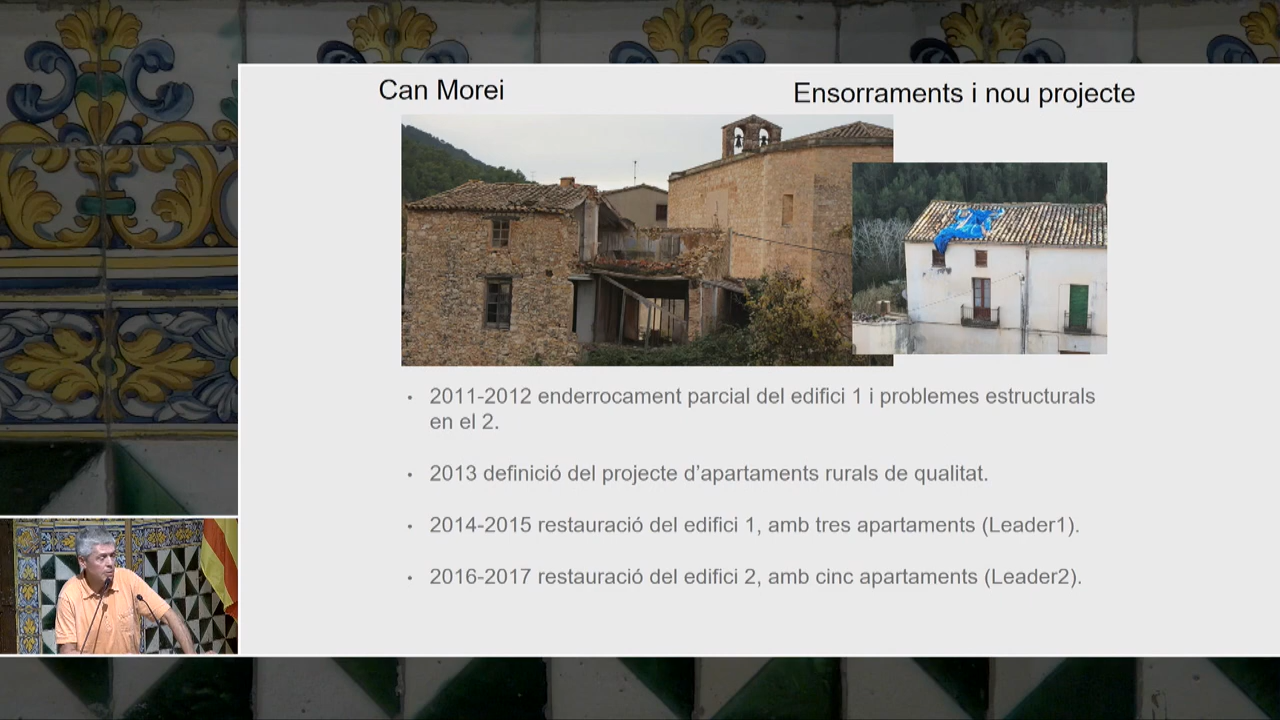 Can Morei
Ensorraments i nou projecte
• 2011-2012 enderrocament parcial del edifici 1 i problemes estructurals
en el 2.
• 2013 definició del projecte d’apartaments rurals de qualitat.
• 2014-2015 restauració del edifici 1, amb tres apartaments (Leader1).
• 2016-2017 restauració del edifici 2, amb cinc apartaments (Leader2).